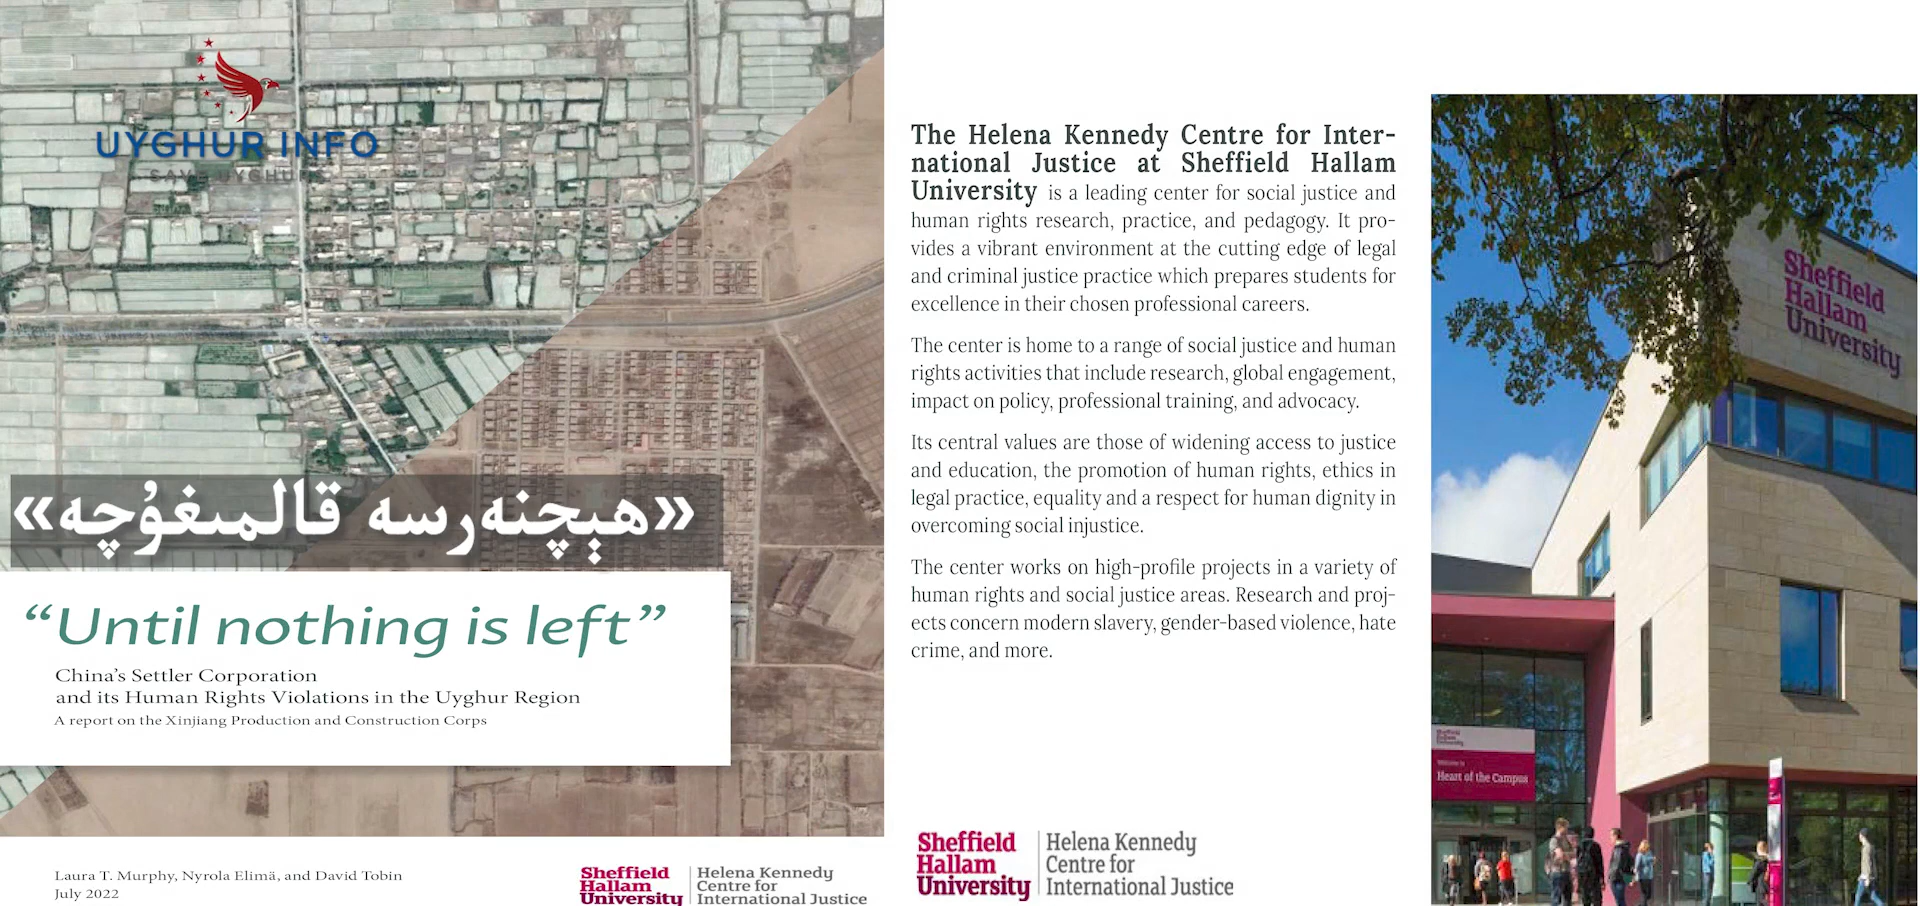 UYGHUR INFO
SAVE UYGHURS
«ھېچنەرسە قالمىغۇچە»
“Until nothing is left”
China’s Settler Corporation
and its Human Rights Violations in the Uyghur Region
A report on the Xinjiang Production and Construction Corps
Laura T. Murphy, Nyrola Elimä, and David Tobin
July 2022
Sheffield
Hallam
University
Helena Kennedy
Centre for
International Justice
The Helena Kennedy Centre for Inter-
national Justice at Sheffield Hallam
University is a leading center for social justice and
human rights research, practice, and pedagogy. It pro-
vides a vibrant environment at the cutting edge of legal
and criminal justice practice which prepares students for
excellence in their chosen professional careers.
The center is home to a range of social justice and human
rights activities that include research, global engagement,
impact on policy, professional training, and advocacy.
Its central values are those of widening access to justice
and education, the promotion of human rights, ethics in
legal practice, equality and a respect for human dignity in
overcoming social injustice.
The center works on high-profile projects in a variety of
human rights and social justice areas. Research and proj-
ects concern modern slavery, gender-based violence, hate
crime, and more.
Sheffield
Hallam
University
Helena Kennedy
Centre for
International Justice
Sheffield
Hallam
University
Sheffield
Hallam
University
Welcome to
Heart of the Campus